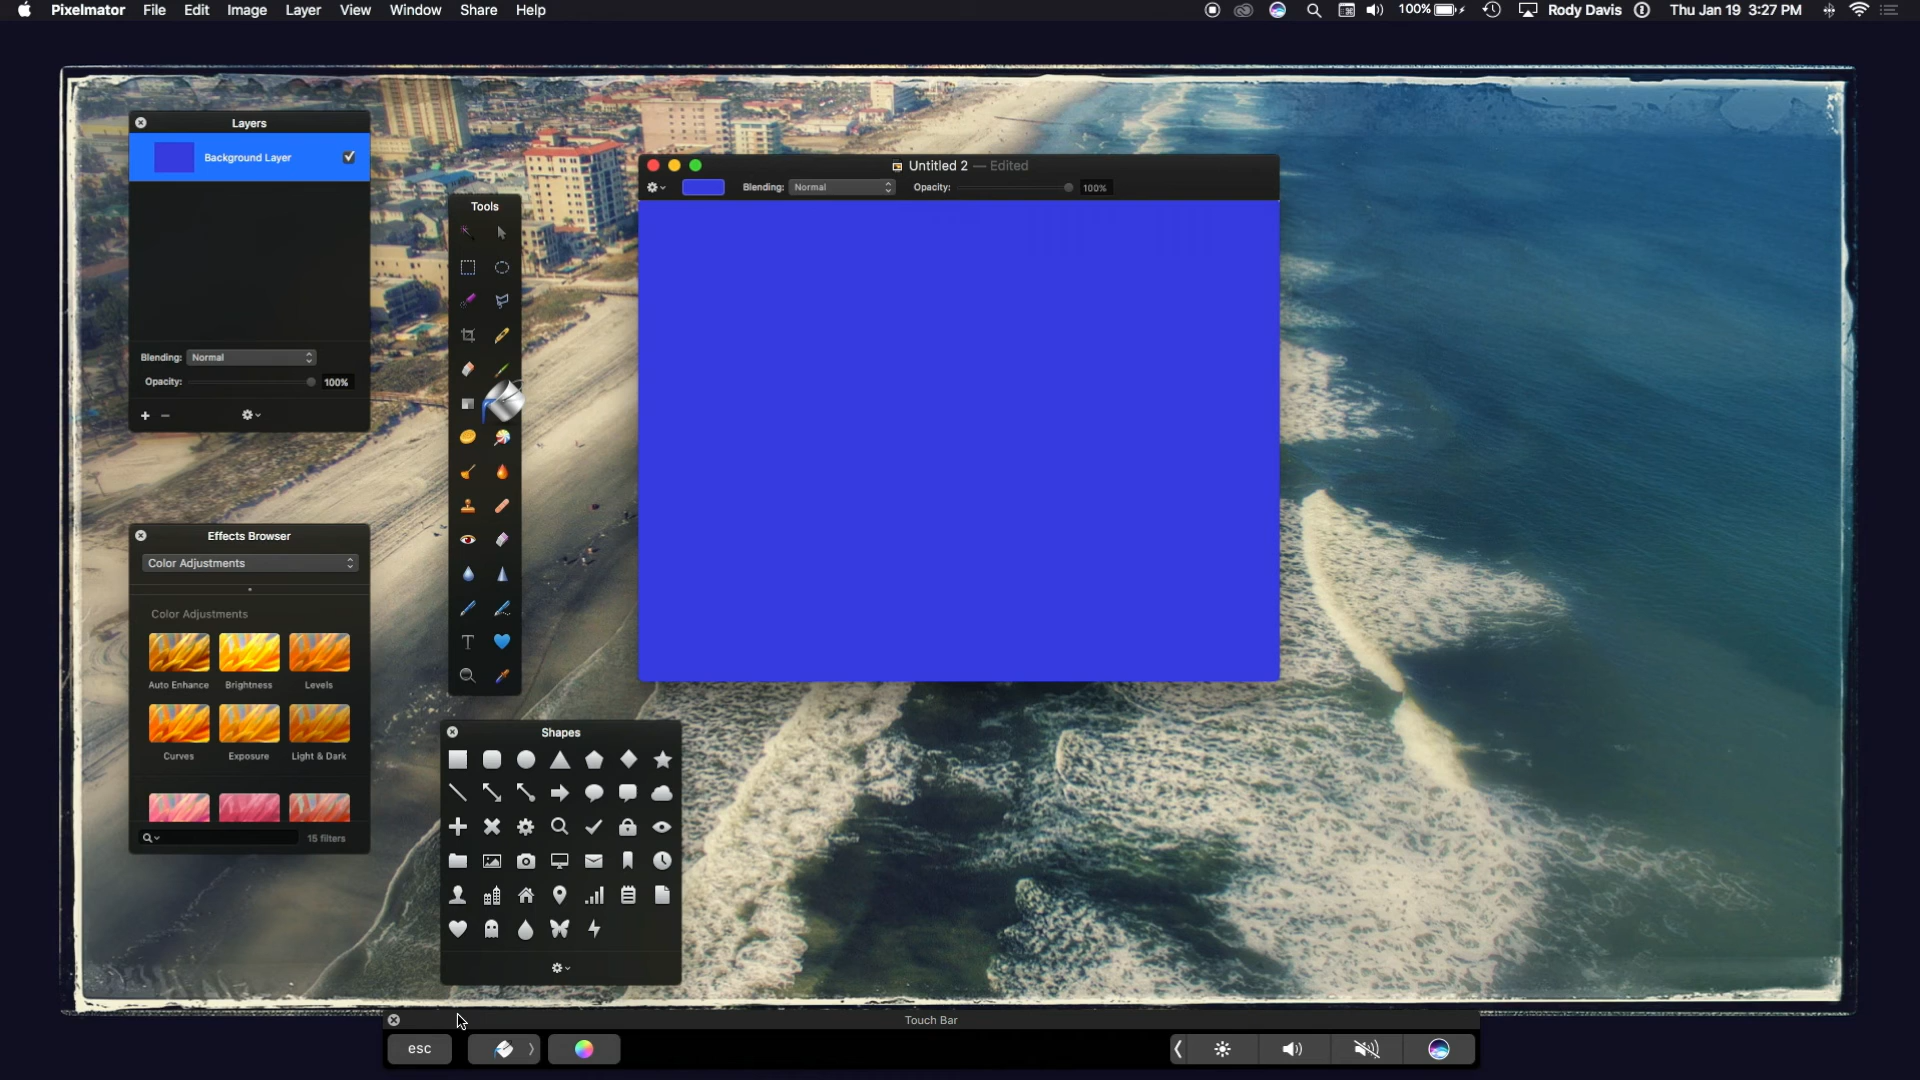 Pixelmator File Edit Image Layer View Window Share Help 100% Rody Davis Thu Jan 19 3:27 PM
Layers
Background Layer
Blending: Normal
Opacity: 100%
Tools
T
Untitled 2 — Edited
Blending: Normal Opacity: 100%
Effects Browser
Color Adjustments
Color Adjustments
Auto Enhance Brightness Levels
Curves Exposure Light & Dark
15 filters
Shapes
Touch Bar
esc